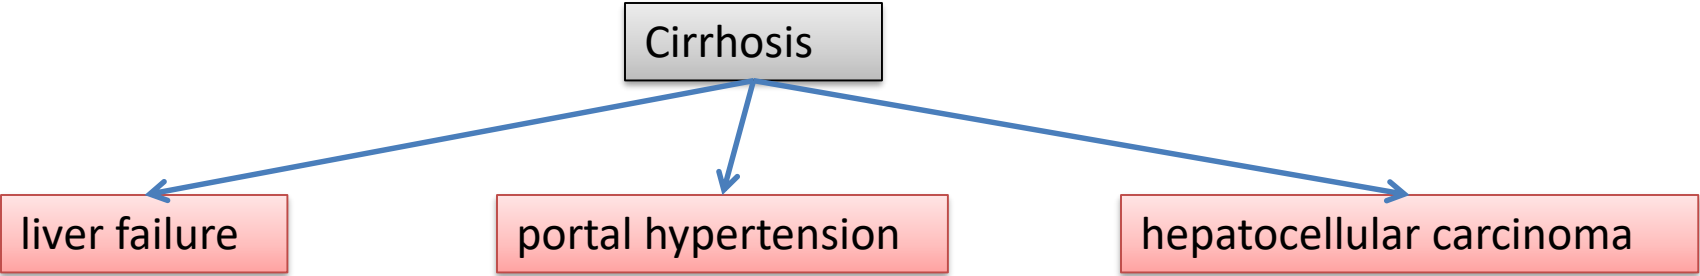 Cirrhosis
liver failure
portal hypertension
hepatocellular carcinoma